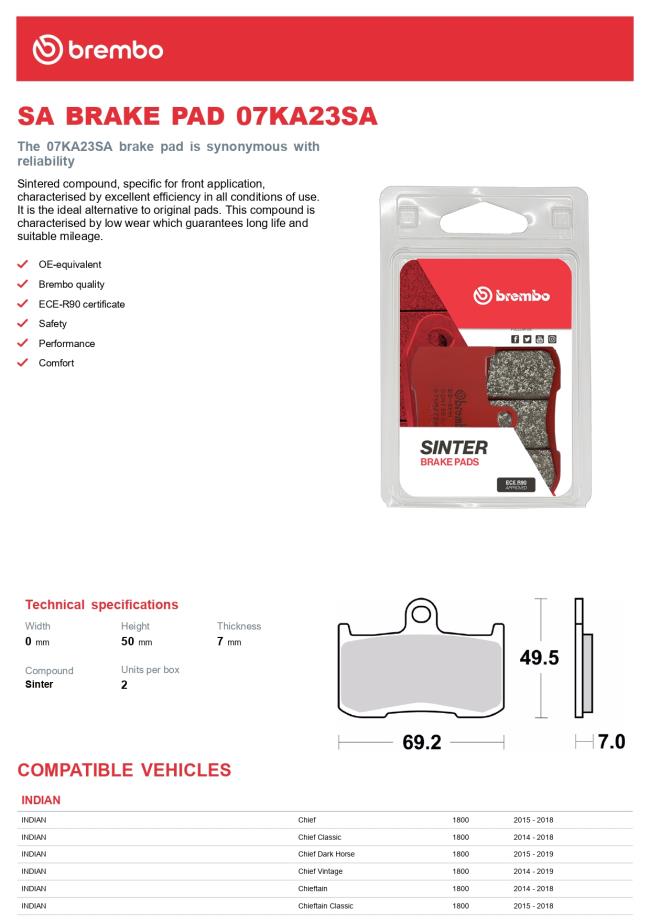 brembo
SA BRAKE PAD 07KA23SA
The 07KA23SA brake pad is synonymous with
reliability
Sintered compound, specific for front application,
characterised by excellent efficiency in all conditions of use.
It is the ideal alternative to original pads. This compound is
characterised by low wear which guarantees long life and
suitable mileage.
OE-equivalent
Brembo quality
ECE-R90 certificate
Safety
Performance
Comfort
brembo
brembo
SINTER
BRAKE PADS
ECE R90
APPROVED
Technical specifications
Width Height Thickness
0 mm 50 mm 7 mm
Compound Units per box
Sinter 2
49.5
69.2
7.0
COMPATIBLE VEHICLES
INDIAN
INDIAN Chief 1800 2015 - 2018
INDIAN Chief Classic 1800 2014 - 2018
INDIAN Chief Dark Horse 1800 2015 - 2019
INDIAN Chief Vintage 1800 2014 - 2019
INDIAN Chieftain 1800 2014 - 2018
INDIAN Chieftain Classic 1800 2015 - 2018